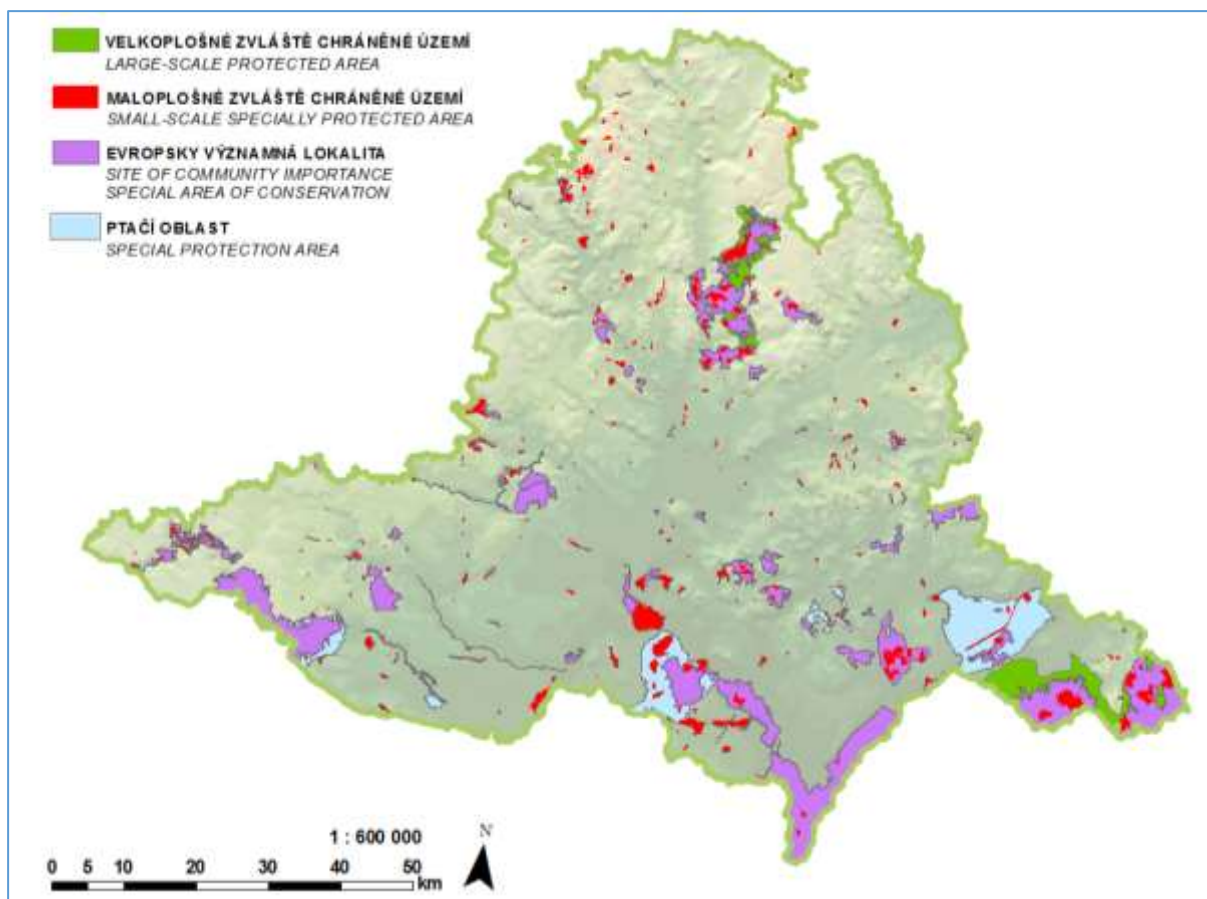 VELKOPLOŠNÉ ZVLÁŠTĚ CHRÁNĚNÉ ÚZEMÍ
LARGE-SCALE PROTECTED AREA
MALOPLOŠNÉ ZVLÁŠTĚ CHRÁNĚNÉ ÚZEMÍ
SMALL-SCALE SPECIALLY PROTECTED AREA
EVROPSKY VÝZNAMNÁ LOKALITA
SITE OF COMMUNITY IMPORTANCE
SPECIAL AREA OF CONSERVATION
PTAČÍ OBLAST
SPECIAL PROTECTION AREA
1 : 600 000
N
0 5 10 20 30 40 50
km